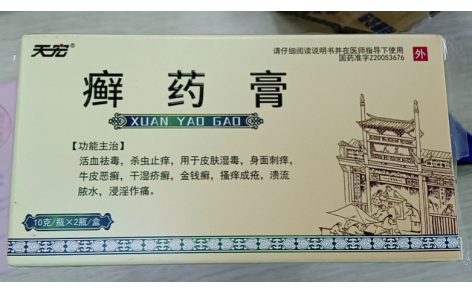 天宏®
请仔细阅读说明书并在医师指导下使用
国药准字Z20053676
外
癣药膏
XUAN YAO GAO
【功能主治】
活血祛毒，杀虫止痒，用于皮肤湿毒，身面刺痒，
牛皮恶癣，干湿疥癣，金钱癣，搔痒成疮，溃流
脓水，浸淫作痛。
10克/瓶×2瓶/盒